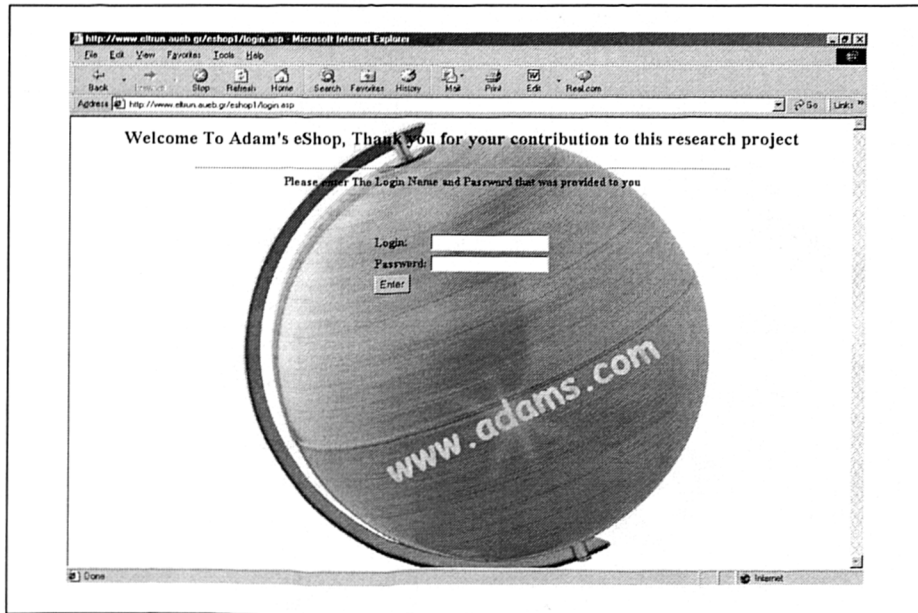 http://www.eltrun.aueb.gr/eshop1/login.asp - Microsoft Internet Explorer
File Edit View Favorites Tools Help
Back Stop Refresh Home Search Favorites History Mail Print Edit Real.com
Address http://www.eltrun.aueb.gr/eshop1/login.asp Go Links »
Welcome To Adam's eShop, Thank you for your contribution to this research project
Please enter The Login Name and Password that was provided to you
Login:
Password:
Enter
www.adams.com
Done Internet